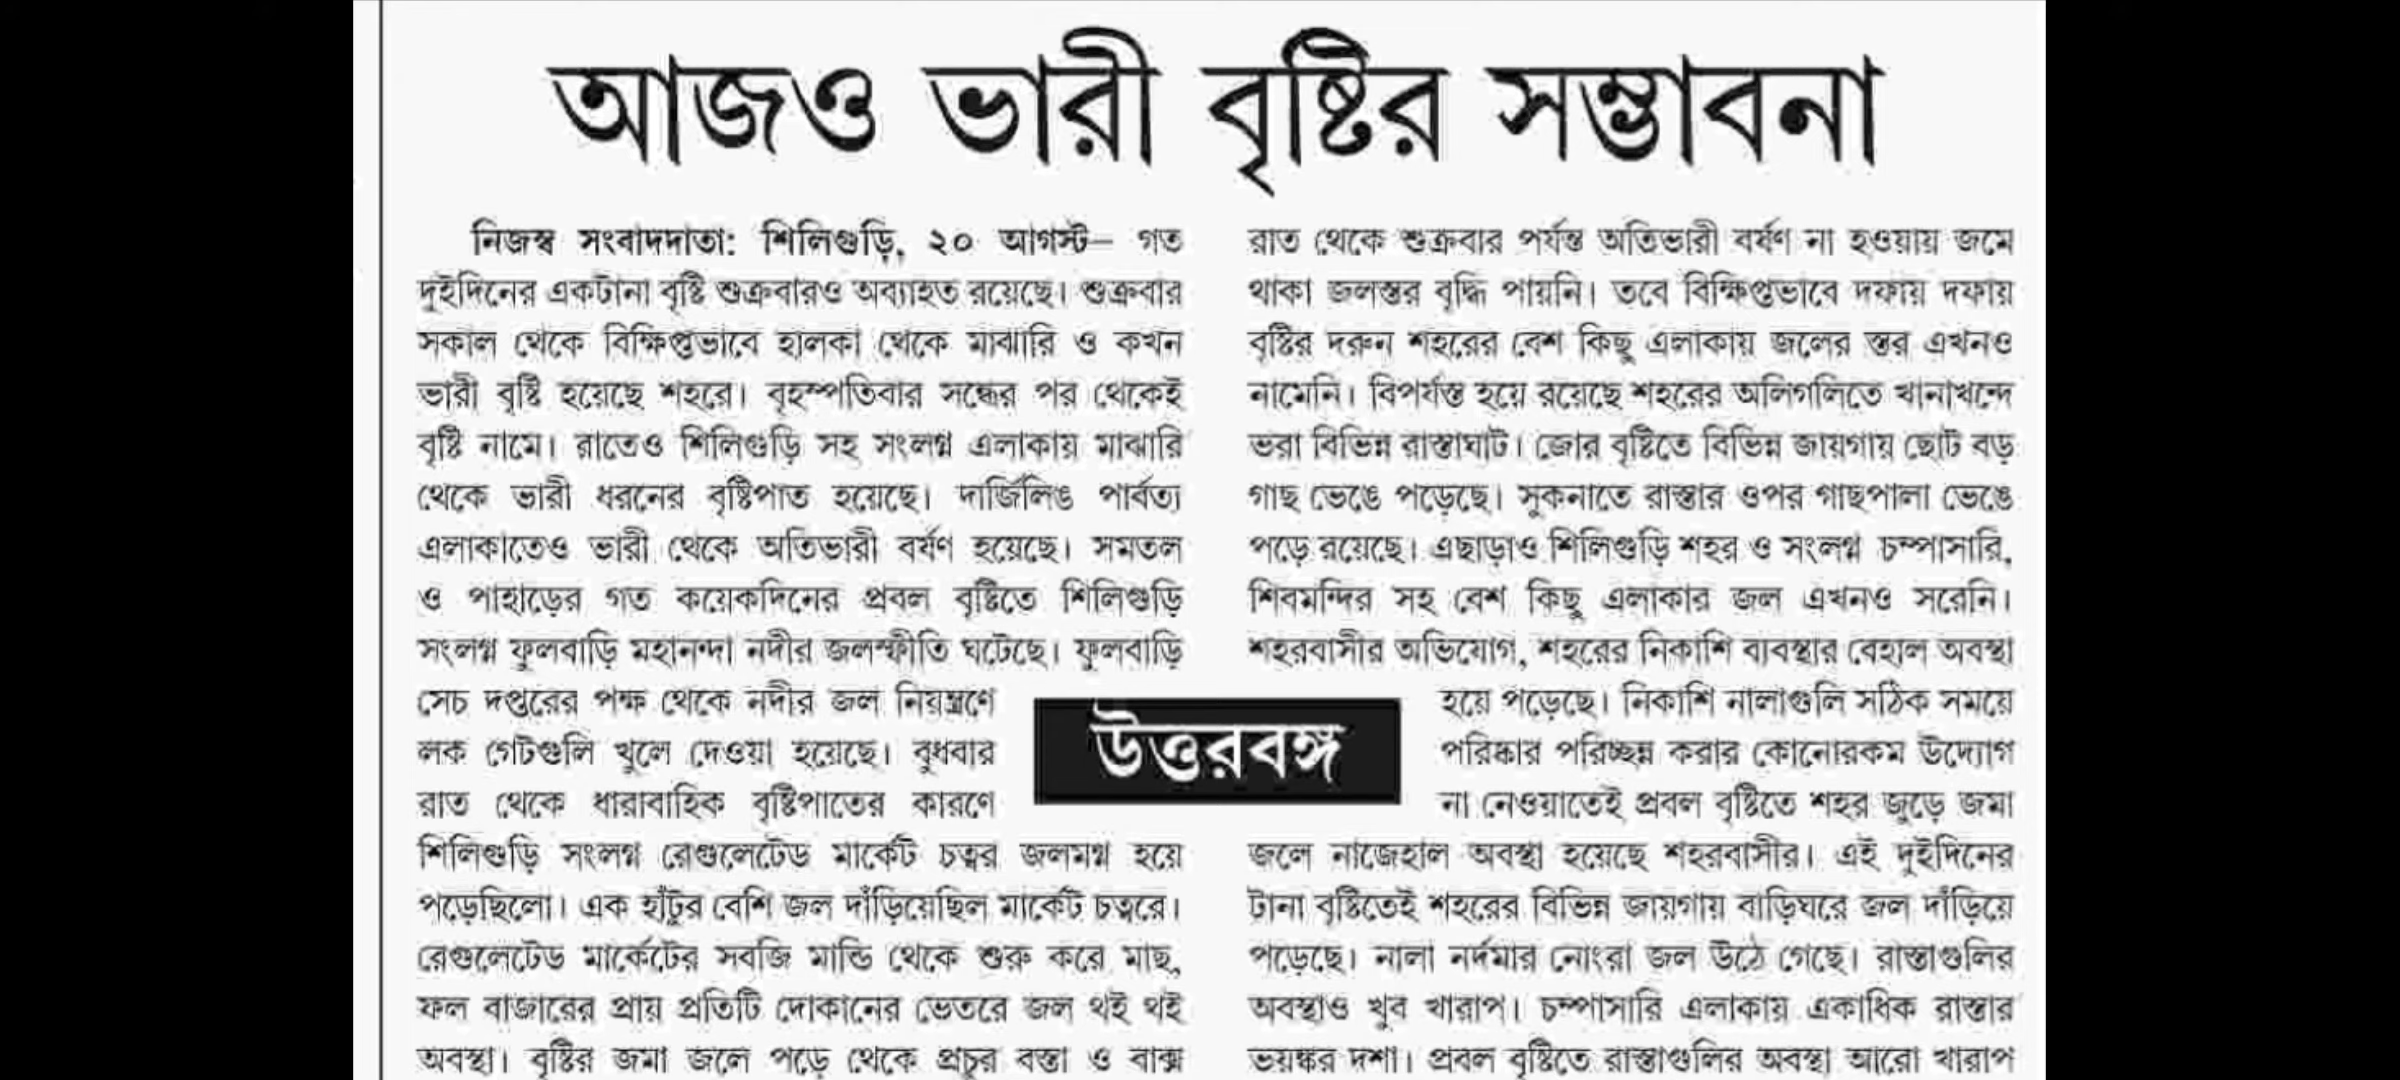 আজও ভারী বৃষ্টির সম্ভাবনা
নিজস্ব সংবাদদাতা: শিলিগুড়ি, ২০ আগস্ট– গত
দুইদিনের একটানা বৃষ্টি শুক্রবারও অব্যাহত রয়েছে। শুক্রবার
সকাল থেকে বিক্ষিপ্তভাবে হালকা থেকে মাঝারি ও কখন
ভারী বৃষ্টি হয়েছে শহরে। বৃহস্পতিবার সন্ধের পর থেকেই
বৃষ্টি নামে। রাতেও শিলিগুড়ি সহ সংলগ্ন এলাকায় মাঝারি
থেকে ভারী ধরনের বৃষ্টিপাত হয়েছে। দার্জিলিঙ পার্বত্য
এলাকাতেও ভারী থেকে অতিভারী বর্ষণ হয়েছে। সমতল
ও পাহাড়ের গত কয়েকদিনের প্রবল বৃষ্টিতে শিলিগুড়ি
সংলগ্ন ফুলবাড়ি মহানন্দা নদীর জলস্ফীতি ঘটেছে। ফুলবাড়ি
সেচ দপ্তরের পক্ষ থেকে নদীর জল নিয়ন্ত্রণে
লক গেটগুলি খুলে দেওয়া হয়েছে। বুধবার
রাত থেকে ধারাবাহিক বৃষ্টিপাতের কারণে
শিলিগুড়ি সংলগ্ন রেগুলেটেড মার্কেট চত্বর জলমগ্ন হয়ে
পড়েছিলো। এক হাঁটুর বেশি জল দাঁড়িয়েছিল মার্কেট চত্বরে।
রেগুলেটেড মার্কেটের সবজি মান্ডি থেকে শুরু করে মাছ,
ফল বাজারের প্রায় প্রতিটি দোকানের ভেতরে জল থই থই
অবস্থা। বৃষ্টির জমা জলে পড়ে থেকে প্রচুর বস্তা ও বাক্স
উত্তরবঙ্গ
রাত থেকে শুক্রবার পর্যন্ত অতিভারী বর্ষণ না হওয়ায় জমে
থাকা জলস্তর বৃদ্ধি পায়নি। তবে বিক্ষিপ্তভাবে দফায় দফায়
বৃষ্টির দরুন শহরের বেশ কিছু এলাকায় জলের স্তর এখনও
নামেনি। বিপর্যস্ত হয়ে রয়েছে শহরের অলিগলিতে খানাখন্দে
ভরা বিভিন্ন রাস্তাঘাট। জোর বৃষ্টিতে বিভিন্ন জায়গায় ছোট বড়
গাছ ভেঙে পড়েছে। সুকনাতে রাস্তার ওপর গাছপালা ভেঙে
পড়ে রয়েছে। এছাড়াও শিলিগুড়ি শহর ও সংলগ্ন চম্পাসারি,
শিবমন্দির সহ বেশ কিছু এলাকার জল এখনও সরেনি।
শহরবাসীর অভিযোগ, শহরের নিকাশি ব্যবস্থার বেহাল অবস্থা
হয়ে পড়েছে। নিকাশি নালাগুলি সঠিক সময়ে
পরিষ্কার পরিচ্ছন্ন করার কোনোরকম উদ্যোগ
না নেওয়াতেই প্রবল বৃষ্টিতে শহর জুড়ে জমা
জলে নাজেহাল অবস্থা হয়েছে শহরবাসীর। এই দুইদিনের
টানা বৃষ্টিতেই শহরের বিভিন্ন জায়গায় বাড়িঘরে জল দাঁড়িয়ে
পড়েছে। নালা নর্দমার নোংরা জল উঠে গেছে। রাস্তাগুলির
অবস্থাও খুব খারাপ। চম্পাসারি এলাকায় একাধিক রাস্তার
ভয়ঙ্কর দশা। প্রবল বৃষ্টিতে রাস্তাগুলির অবস্থা আরো খারাপ